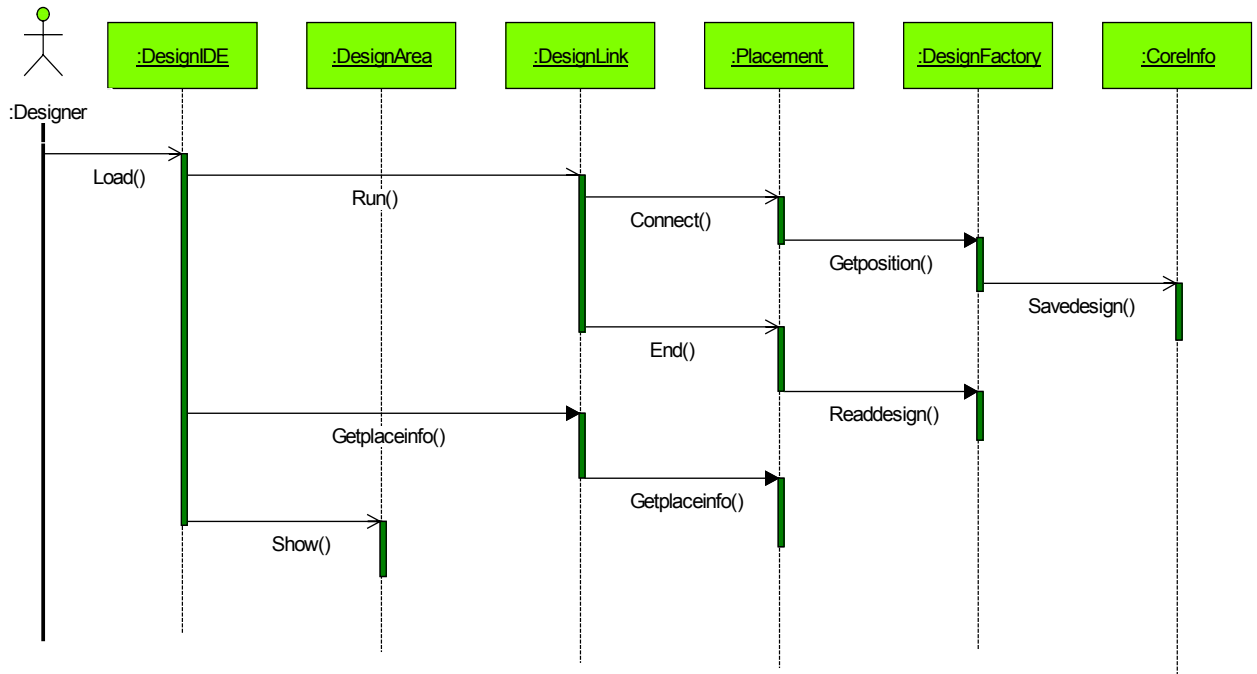 :DesignIDE
:DesignArea
:DesignLink
:Placement
:DesignFactory
:CoreInfo
:Designer
Load()
Run()
Connect()
Getposition()
Savedesign()
End()
Readdesign()
Getplaceinfo()
Getplaceinfo()
Show()